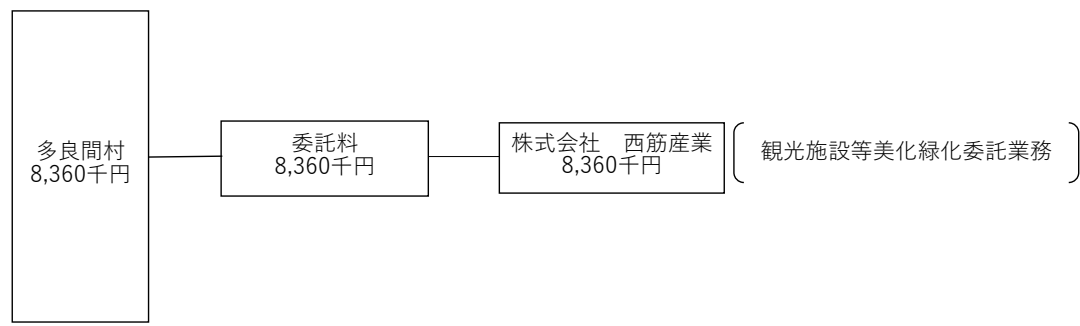 多良間村
8,360千円
委託料
8,360千円
株式会社　西筋産業
8,360千円
観光施設等美化緑化委託業務